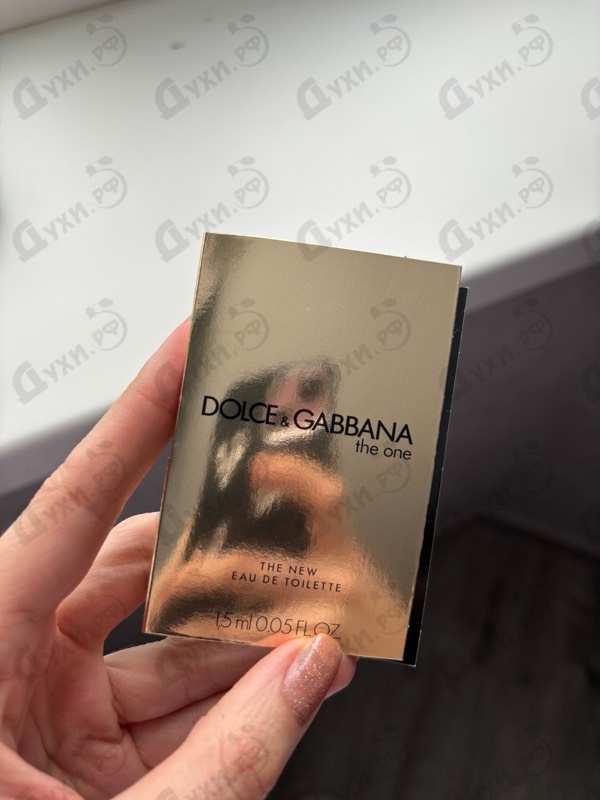 DOLCE & GABBANA
the one
THE NEW
EAU DE TOILETTE
1,5 ml 0.05 FL.OZ
Духи.РФ